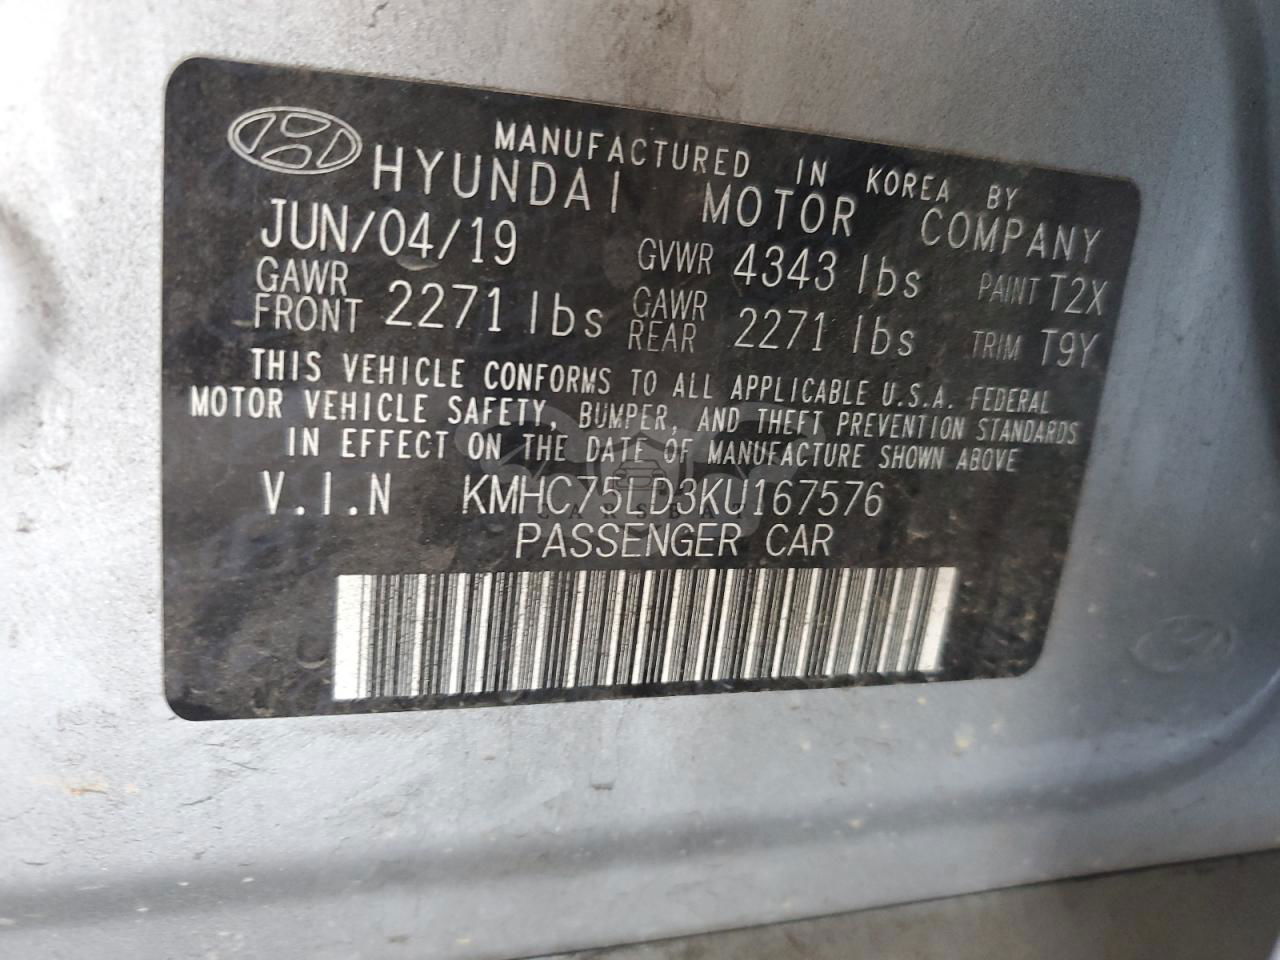 MANUFACTURED IN KOREA BY
HYUNDAI MOTOR COMPANY
JUN/04/19 GVWR 4343 lbs PAINT T2X
GAWR FRONT 2271 lbs GAWR REAR 2271 lbs TRIM T9Y
THIS VEHICLE CONFORMS TO ALL APPLICABLE U.S.A. FEDERAL
MOTOR VEHICLE SAFETY, BUMPER, AND THEFT PREVENTION STANDARDS
IN EFFECT ON THE DATE OF MANUFACTURE SHOWN ABOVE
V.I.N KMHC75LD3KU167576
PASSENGER CAR